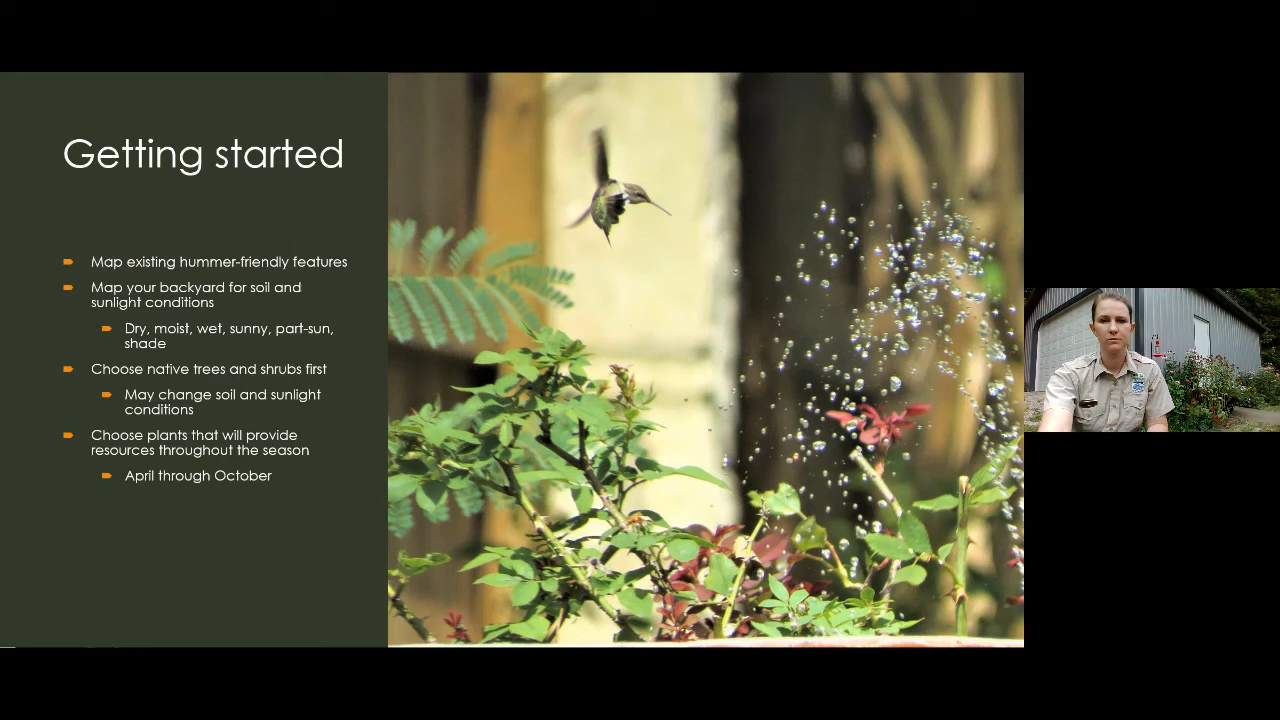 Getting started
Map existing hummer-friendly features
Map your backyard for soil and
sunlight conditions
Dry, moist, wet, sunny, part-sun,
shade
Choose native trees and shrubs first
May change soil and sunlight
conditions
Choose plants that will provide
resources throughout the season
April through October